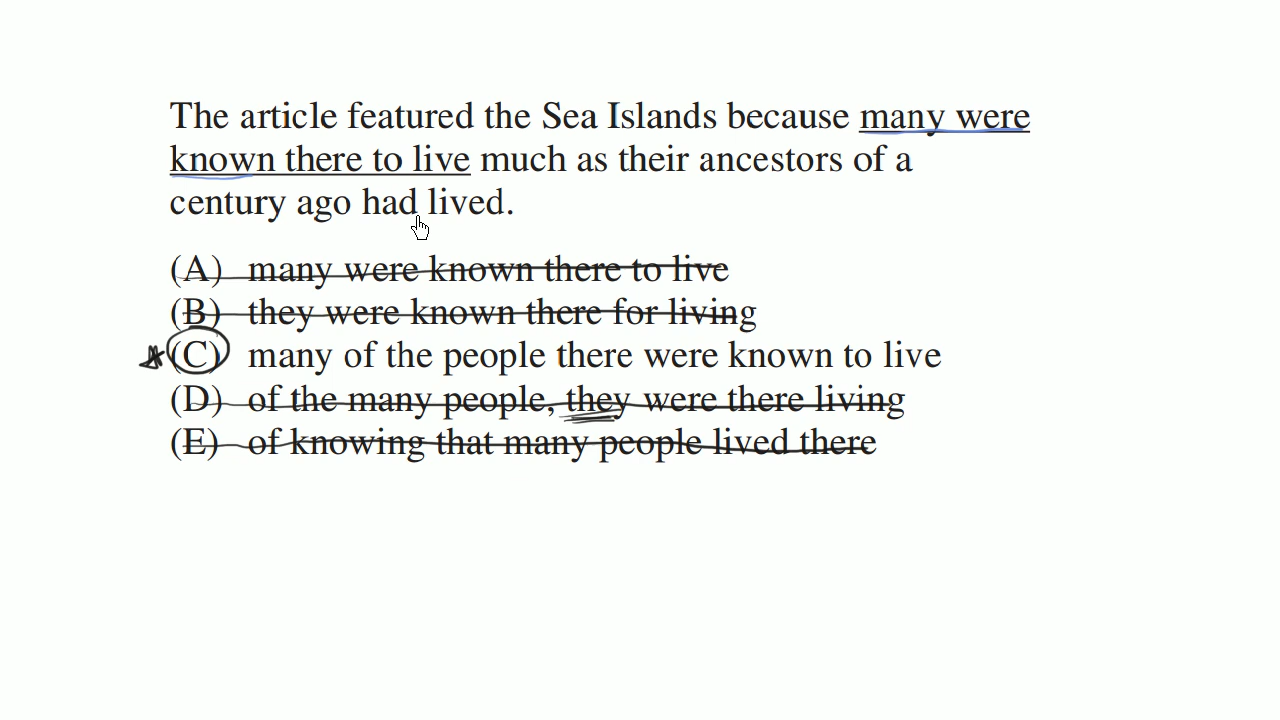 The article featured the Sea Islands because many were
known there to live much as their ancestors of a
century ago had lived.
(A) many were known there to live
(B) they were known there for living
(C) many of the people there were known to live
(D) of the many people, they were there living
(E) of knowing that many people lived there